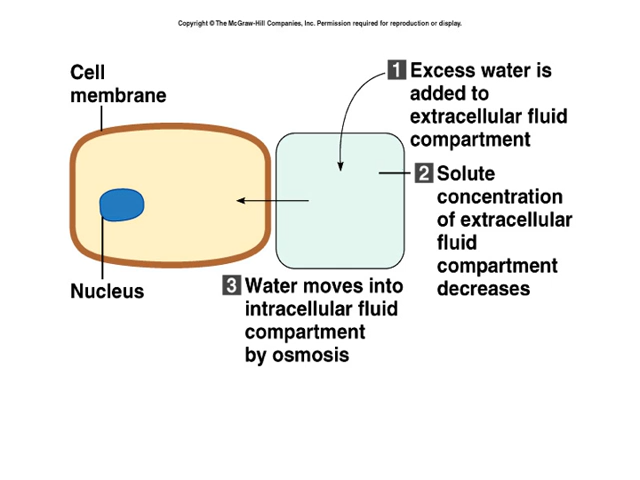 Copyright © The McGraw-Hill Companies, Inc. Permission required for reproduction or display.
Cell
membrane
1 Excess water is
added to
extracellular fluid
compartment
2 Solute
concentration
of extracellular
fluid
compartment
decreases
Nucleus
3 Water moves into
intracellular fluid
compartment
by osmosis